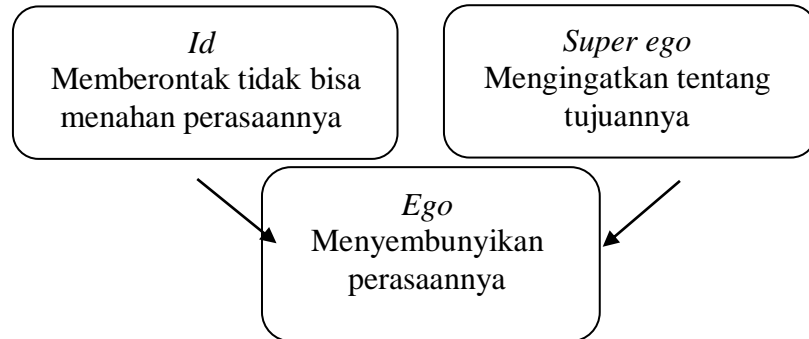 Id
Memberontak tidak bisa
menahan perasaannya
Super ego
Mengingatkan tentang
tujuannya
Ego
Menyembunyikan
perasaannya